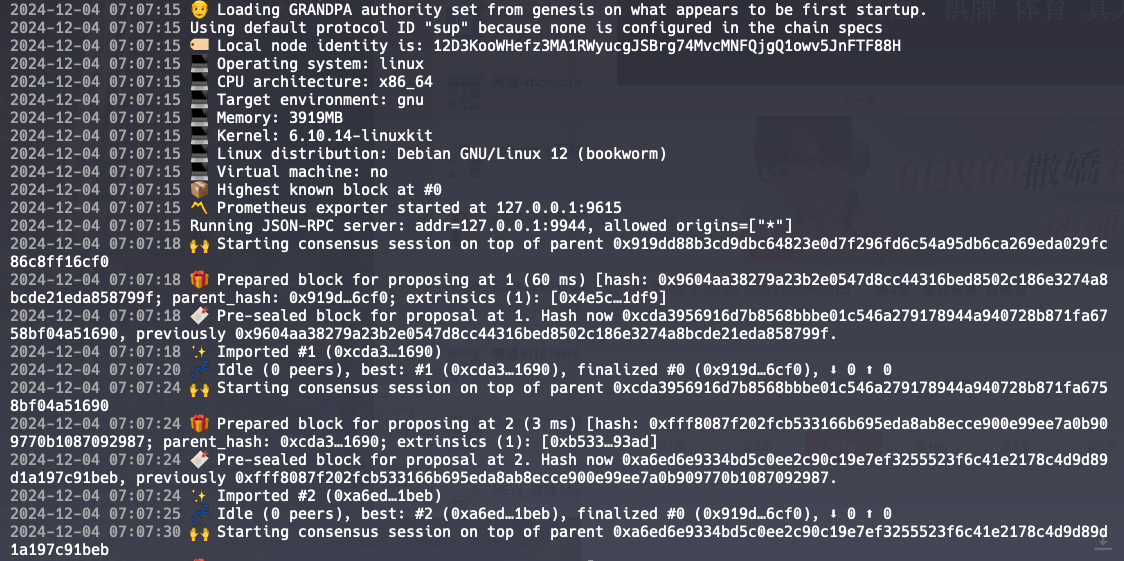 2024-12-04 07:07:15 👴 Loading GRANDPA authority set from genesis on what appears to be first startup.
2024-12-04 07:07:15 Using default protocol ID "sup" because none is configured in the chain specs
2024-12-04 07:07:15 🏷 Local node identity is: 12D3KooWHefz3MA1RWyucgJSBrg74MvcMNFQjgQ1owv5JnFTF88H
2024-12-04 07:07:15 💻 Operating system: linux
2024-12-04 07:07:15 💻 CPU architecture: x86_64
2024-12-04 07:07:15 💻 Target environment: gnu
2024-12-04 07:07:15 💻 Memory: 3919MB
2024-12-04 07:07:15 💻 Kernel: 6.10.14-linuxkit
2024-12-04 07:07:15 💻 Linux distribution: Debian GNU/Linux 12 (bookworm)
2024-12-04 07:07:15 💻 Virtual machine: no
2024-12-04 07:07:15 📦 Highest known block at #0
2024-12-04 07:07:15 〽️ Prometheus exporter started at 127.0.0.1:9615
2024-12-04 07:07:15 Running JSON-RPC server: addr=127.0.0.1:9944, allowed origins=["*"]
2024-12-04 07:07:18 🙌 Starting consensus session on top of parent 0x919dd88b3cd9dbc64823e0d7f296fd6c54a95db6ca269eda029fc
86c8ff16cf0
2024-12-04 07:07:18 🎁 Prepared block for proposing at 1 (60 ms) [hash: 0x9604aa38279a23b2e0547d8cc44316bed8502c186e3274a8
bcde21eda858799f; parent_hash: 0x919d…6cf0; extrinsics (1): [0x4e5c…1df9]
2024-12-04 07:07:18 🔖 Pre-sealed block for proposal at 1. Hash now 0xcda3956916d7b8568bbbe01c546a279178944a940728b871fa67
58bf04a51690, previously 0x9604aa38279a23b2e0547d8cc44316bed8502c186e3274a8bcde21eda858799f.
2024-12-04 07:07:18 ✨ Imported #1 (0xcda3…1690)
2024-12-04 07:07:20 💤 Idle (0 peers), best: #1 (0xcda3…1690), finalized #0 (0x919d…6cf0), ⬇ 0 ⬆ 0
2024-12-04 07:07:24 🙌 Starting consensus session on top of parent 0xcda3956916d7b8568bbbe01c546a279178944a940728b871fa675
8bf04a51690
2024-12-04 07:07:24 🎁 Prepared block for proposing at 2 (3 ms) [hash: 0xfff8087f202fcb533166b695eda8ab8ecce900e99ee7a0b90
9770b1087092987; parent_hash: 0xcda3…1690; extrinsics (1): [0xb533…93ad]
2024-12-04 07:07:24 🔖 Pre-sealed block for proposal at 2. Hash now 0xa6ed6e9334bd5c0ee2c90c19e7ef3255523f6c41e2178c4d9d89
d1a197c91beb, previously 0xfff8087f202fcb533166b695eda8ab8ecce900e99ee7a0b909770b1087092987.
2024-12-04 07:07:24 ✨ Imported #2 (0xa6ed…1beb)
2024-12-04 07:07:25 💤 Idle (0 peers), best: #2 (0xa6ed…1beb), finalized #0 (0x919d…6cf0), ⬇ 0 ⬆ 0
2024-12-04 07:07:30 🙌 Starting consensus session on top of parent 0xa6ed6e9334bd5c0ee2c90c19e7ef3255523f6c41e2178c4d9d89d
1a197c91beb